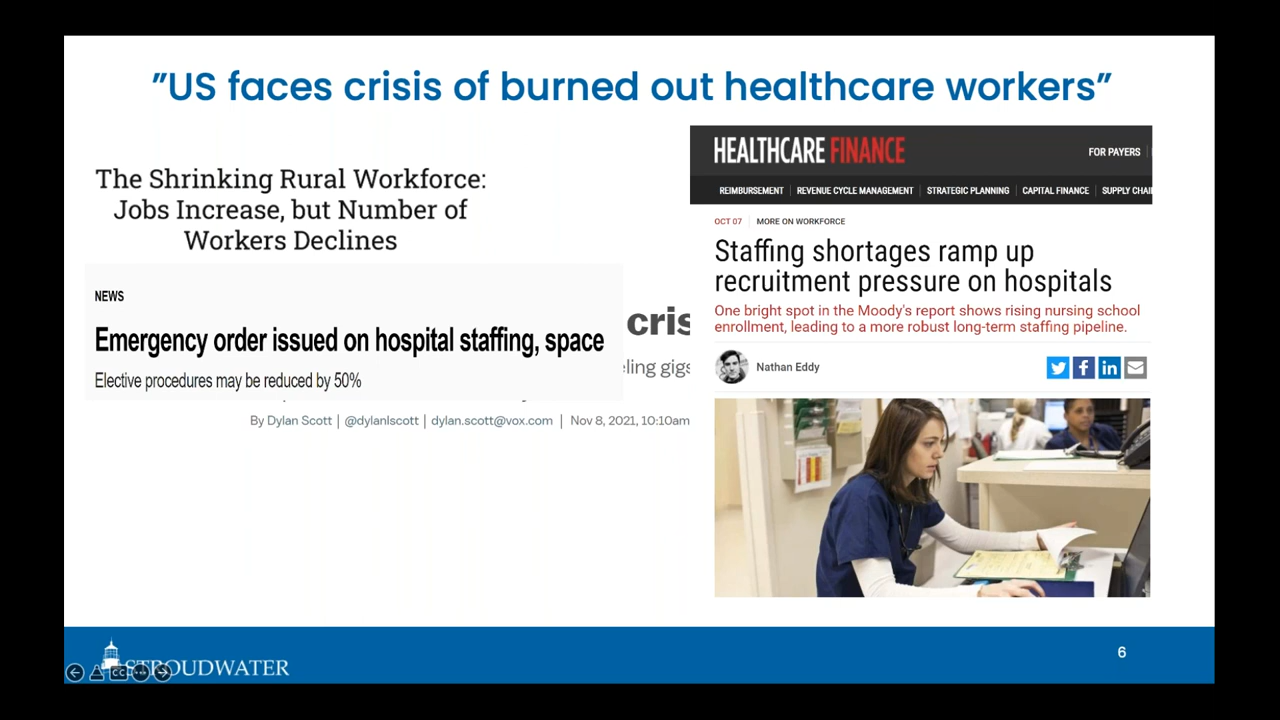 ”US faces crisis of burned out healthcare workers”
The Shrinking Rural Workforce:
Jobs Increase, but Number of
Workers Declines
NEWS
Emergency order issued on hospital staffing, space
Elective procedures may be reduced by 50%
cris
eling gigs
By Dylan Scott | @dylanlscott | dylan.scott@vox.com | Nov 8, 2021, 10:10am
HEALTHCARE FINANCE
FOR PAYERS
REIMBURSEMENT | REVENUE CYCLE MANAGEMENT | STRATEGIC PLANNING | CAPITAL FINANCE | SUPPLY CHAI
OCT 07 | MORE ON WORKFORCE
Staffing shortages ramp up
recruitment pressure on hospitals
One bright spot in the Moody's report shows rising nursing school
enrollment, leading to a more robust long-term staffing pipeline.
Nathan Eddy
STROUDWATER
CC
6